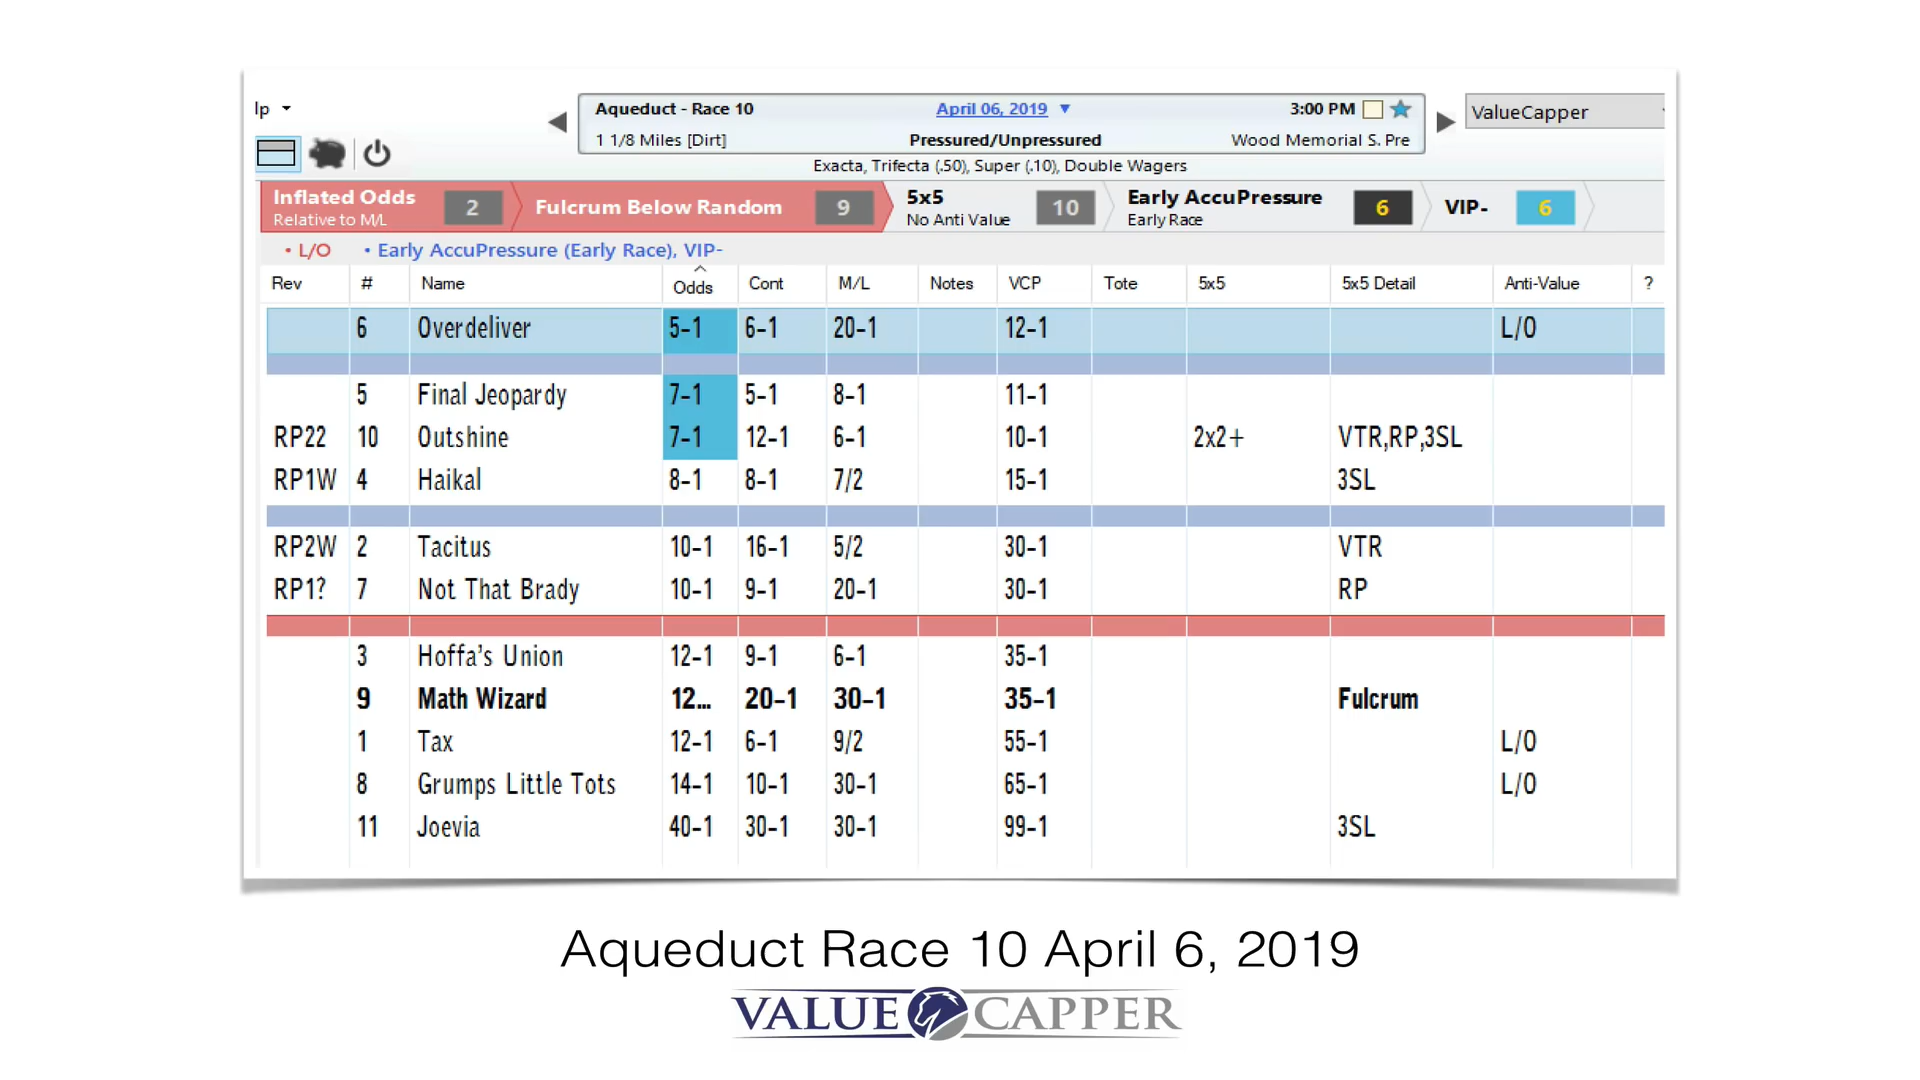 lp
Aqueduct - Race 10 April 06, 2019 3:00 PM
1 1/8 Miles [Dirt] Pressured/Unpressured Wood Memorial S. Pre
ValueCapper
Exacta, Trifecta (.50), Super (.10), Double Wagers
Inflated Odds
Relative to M/L
2
Fulcrum Below Random 9
5x5
No Anti Value
10
Early AccuPressure
Early Race
6
VIP- 6
• L/O • Early AccuPressure (Early Race), VIP-
Rev # Name Odds Cont M/L Notes VCP Tote 5x5 5x5 Detail Anti-Value ?
6 Overdeliver 5-1 6-1 20-1 12-1 L/O
5 Final Jeopardy 7-1 5-1 8-1 11-1
RP22 10 Outshine 7-1 12-1 6-1 10-1 2x2+ VTR,RP,3SL
RP1W 4 Haikal 8-1 8-1 7/2 15-1 3SL
RP2W 2 Tacitus 10-1 16-1 5/2 30-1 VTR
RP1? 7 Not That Brady 10-1 9-1 20-1 30-1 RP
3 Hoffa's Union 12-1 9-1 6-1 35-1
9 Math Wizard 12... 20-1 30-1 35-1 Fulcrum
1 Tax 12-1 6-1 9/2 55-1 L/O
8 Grumps Little Tots 14-1 10-1 30-1 65-1 L/O
11 Joevia 40-1 30-1 30-1 99-1 3SL
Aqueduct Race 10 April 6, 2019
VALUE CAPPER